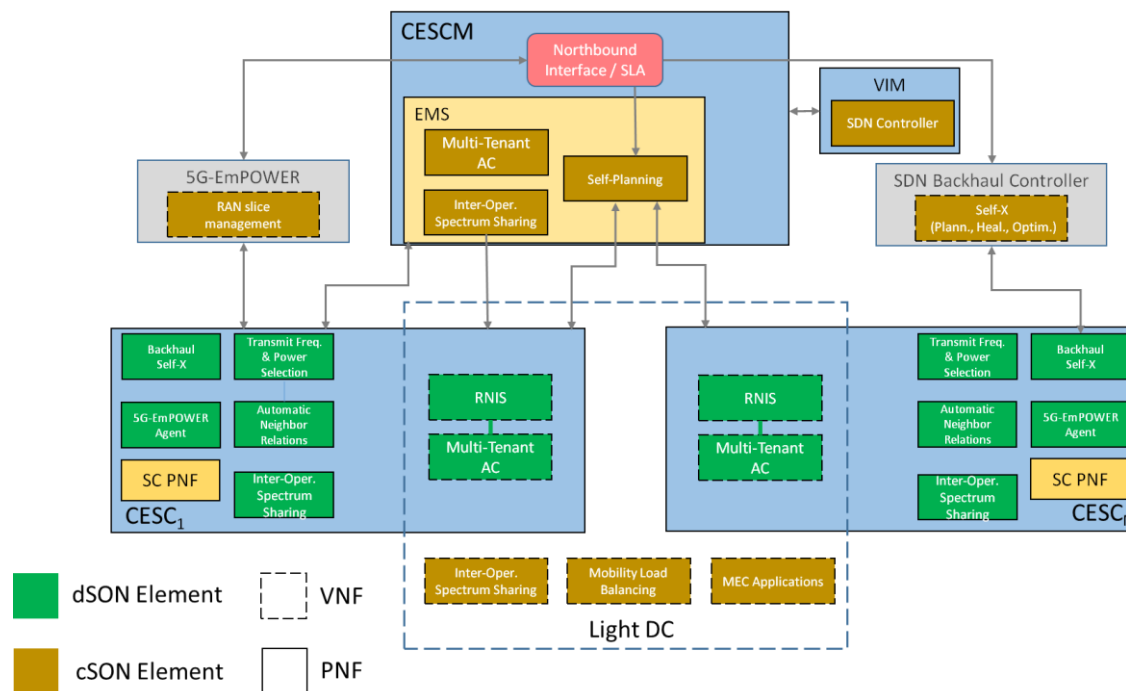 CESCM
Northbound
Interface / SLA
VIM
SDN Controller
EMS
Multi-Tenant
AC
Self-Planning
Inter-Oper.
Spectrum Sharing
5G-EmPOWER
RAN slice
management
SDN Backhaul Controller
Self-X
(Plann., Heal., Optim.)
Backhaul
Self-X
Transmit Freq.
& Power
Selection
5G-EmPOWER
Agent
Automatic
Neighbor
Relations
SC PNF
Inter-Oper.
Spectrum
Sharing
CESC1
RNIS
Multi-Tenant
AC
RNIS
Multi-Tenant
AC
Transmit Freq.
& Power
Selection
Backhaul
Self-X
Automatic
Neighbor
Relations
5G-EmPOWER
Agent
Inter-Oper.
Spectrum
Sharing
SC PNF
Inter-Oper.
Spectrum Sharing
Mobility Load
Balancing
MEC Applications
Light DC
dSON Element
VNF
cSON Element
PNF